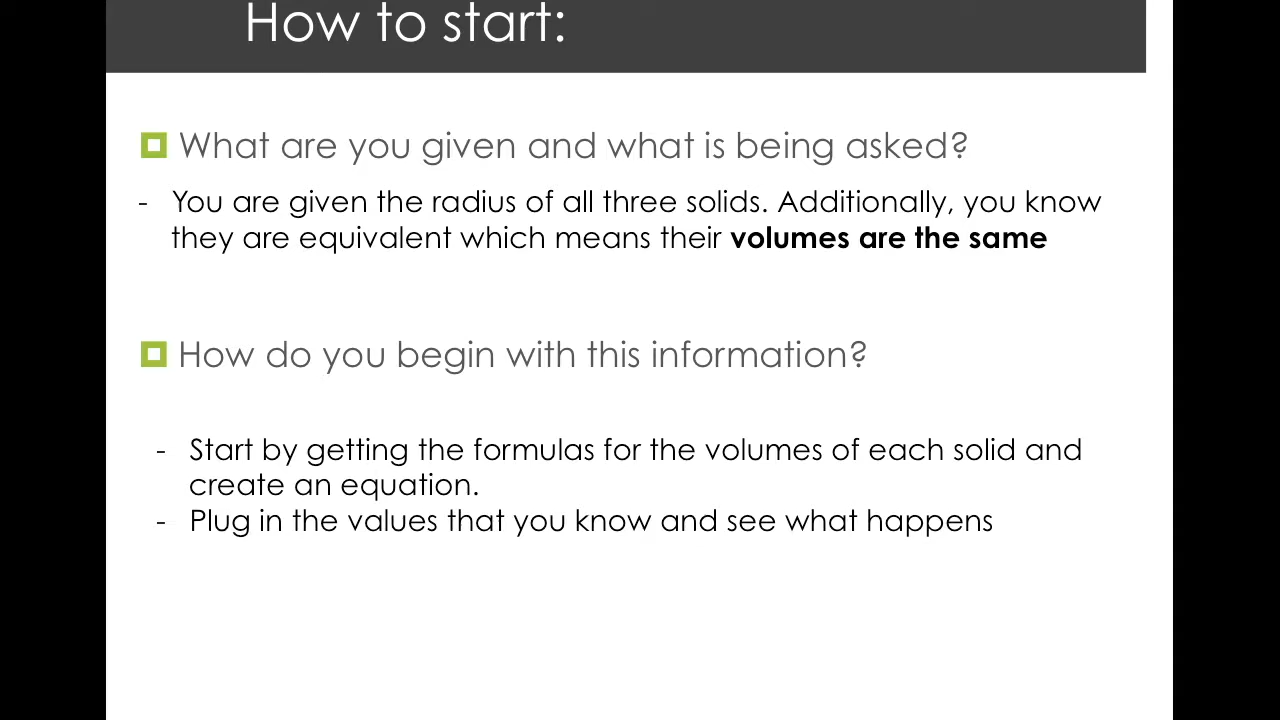 How to start:
What are you given and what is being asked?
- You are given the radius of all three solids. Additionally, you know
they are equivalent which means their volumes are the same
How do you begin with this information?
- Start by getting the formulas for the volumes of each solid and
create an equation.
- Plug in the values that you know and see what happens